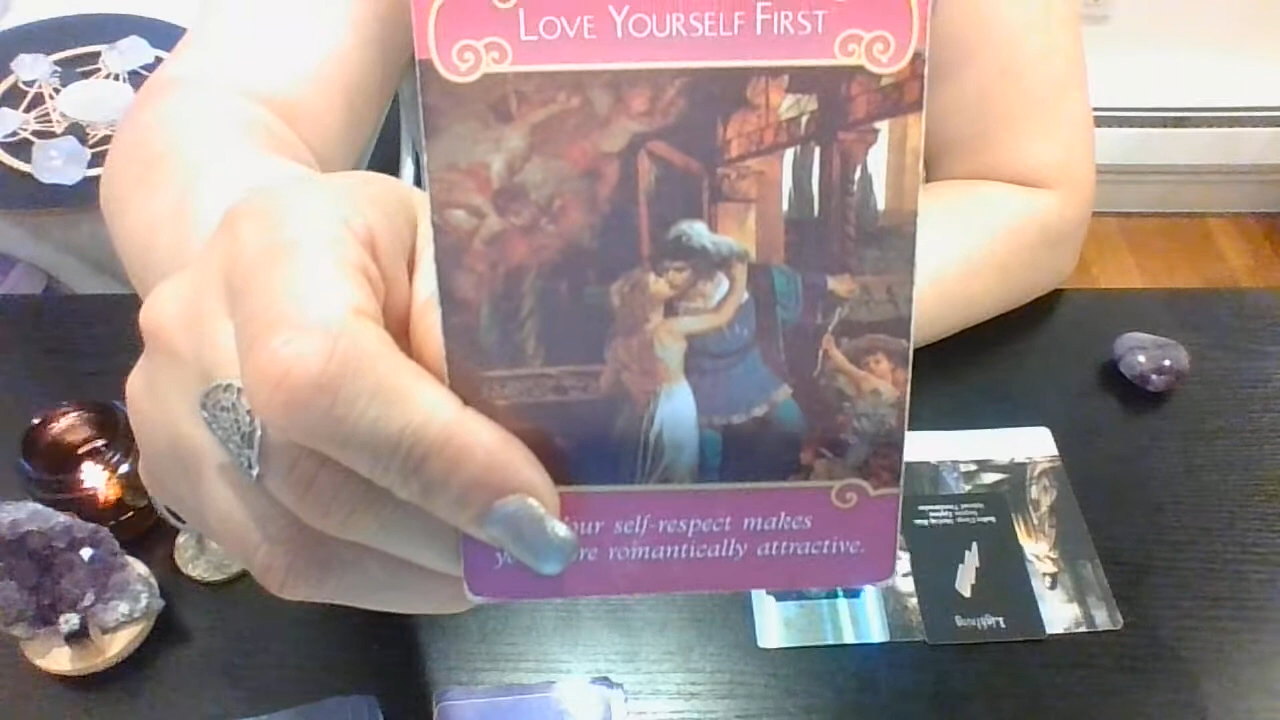 LOVE YOURSELF FIRST
our self-respect makes
re romantically attractive.
Lightning